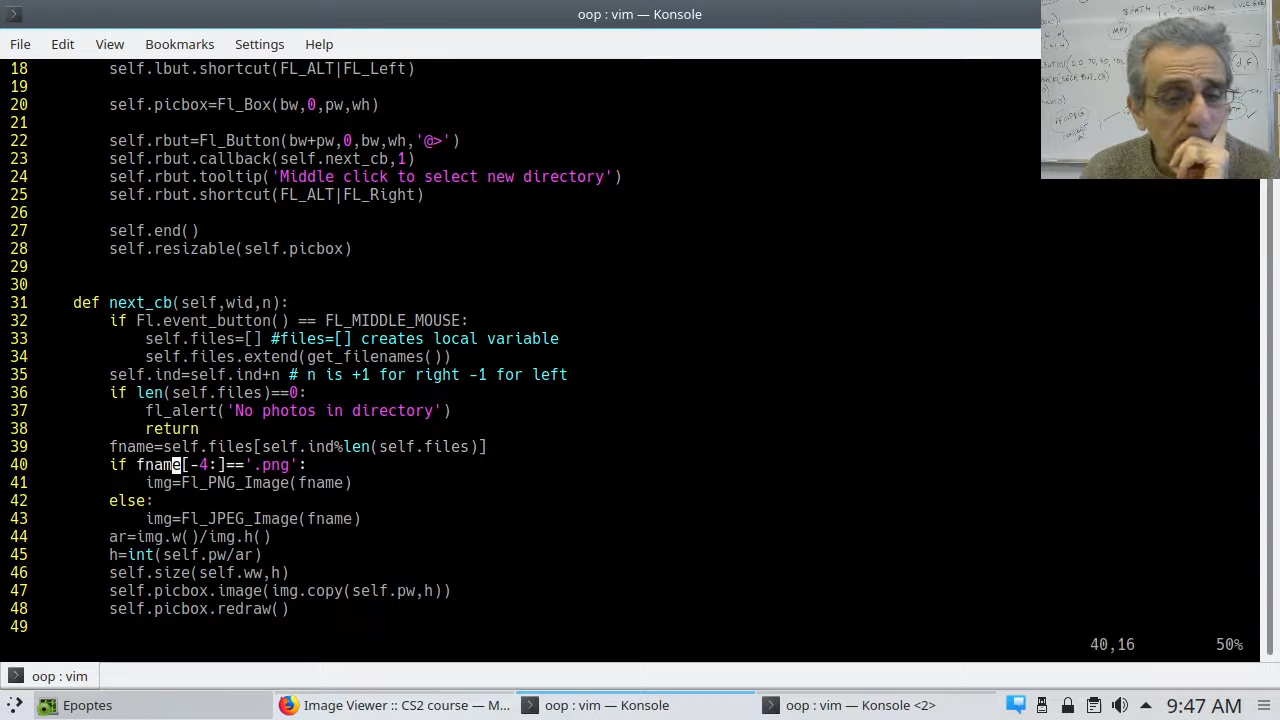 oop : vim — Konsole
File Edit View Bookmarks Settings Help
18 self.lbut.shortcut(FL_ALT|FL_Left)
19
20 self.picbox=Fl_Box(bw,0,pw,wh)
21
22 self.rbut=Fl_Button(bw+pw,0,bw,wh,'@>')
23 self.rbut.callback(self.next_cb,1)
24 self.rbut.tooltip('Middle click to select new directory')
25 self.rbut.shortcut(FL_ALT|FL_Right)
26
27 self.end()
28 self.resizable(self.picbox)
29
30
31 def next_cb(self,wid,n):
32 if Fl.event_button() == FL_MIDDLE_MOUSE:
33 self.files=[] #files=[] creates local variable
34 self.files.extend(get_filenames())
35 self.ind=self.ind+n # n is +1 for right -1 for left
36 if len(self.files)==0:
37 fl_alert('No photos in directory')
38 return
39 fname=self.files[self.ind%len(self.files)]
40 if fname[-4:]=='.png':
41 img=Fl_PNG_Image(fname)
42 else:
43 img=Fl_JPEG_Image(fname)
44 ar=img.w()/img.h()
45 h=int(self.pw/ar)
46 self.size(self.ww,h)
47 self.picbox.image(img.copy(self.pw,h))
48 self.picbox.redraw()
49
40,16 50%
oop : vim
Epoptes Image Viewer :: CS2 course — M... oop : vim — Konsole oop : vim — Konsole <2> 9:47 AM